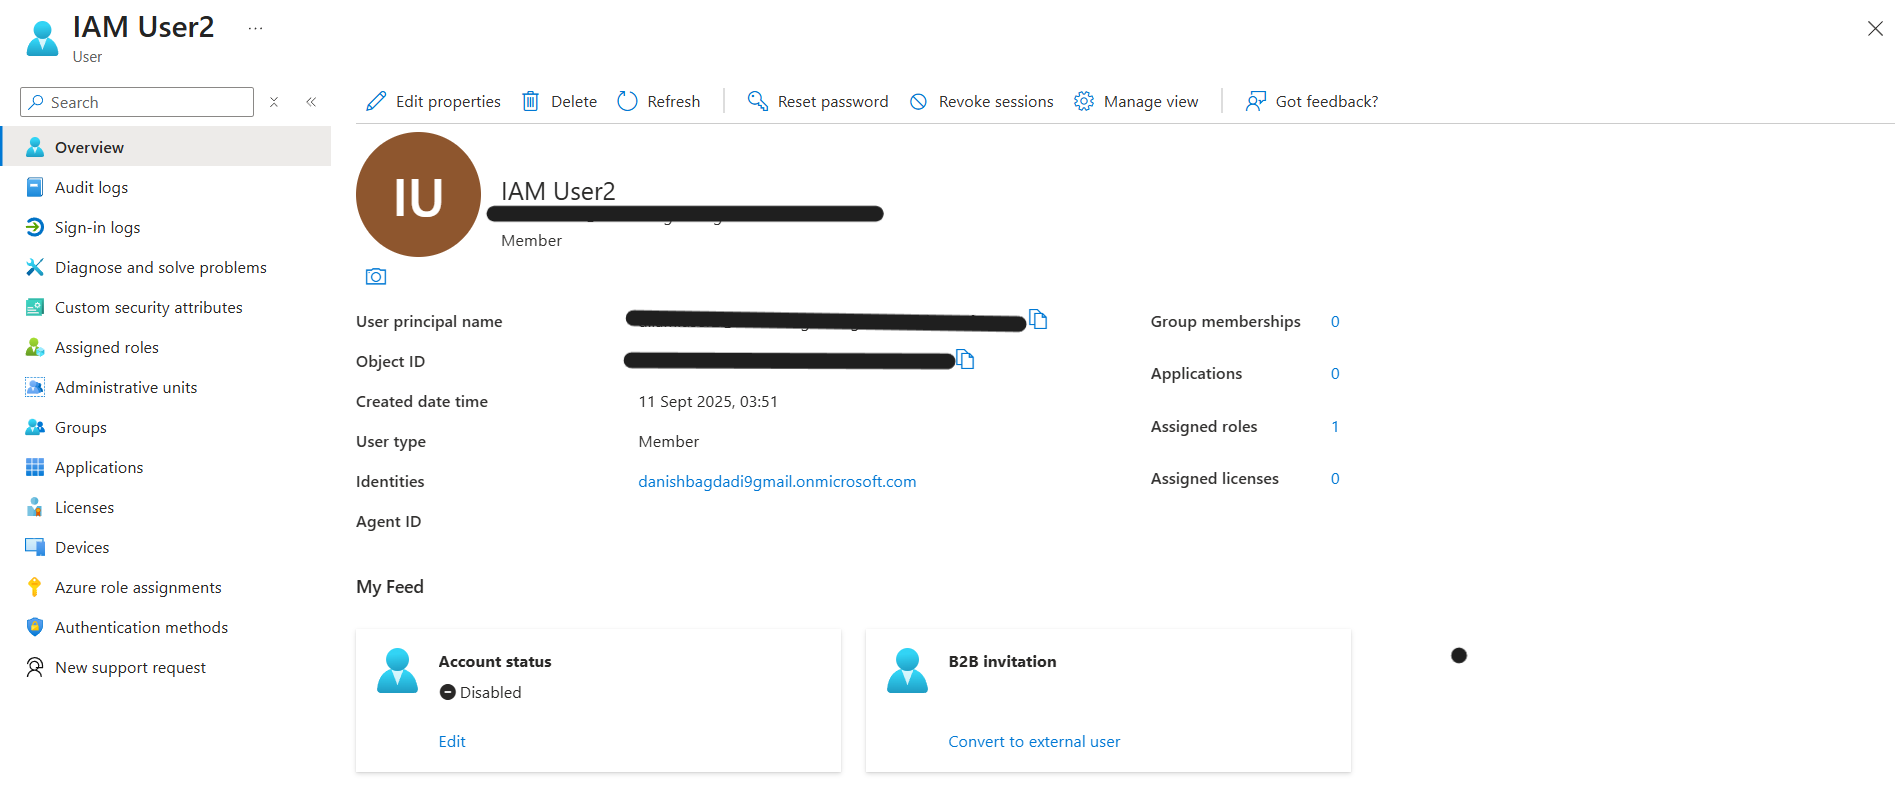 IAM User2 ...
User
Search
Edit properties Delete Refresh Reset password Revoke sessions Manage view Got feedback?
Overview
Audit logs
Sign-in logs
Diagnose and solve problems
Custom security attributes
Assigned roles
Administrative units
Groups
Applications
Licenses
Devices
Azure role assignments
Authentication methods
New support request
IU
IAM User2
Member
User principal name
Object ID
Created date time 11 Sept 2025, 03:51
User type Member
Identities danishbagdadi9gmail.onmicrosoft.com
Agent ID
Group memberships 0
Applications 0
Assigned roles 1
Assigned licenses 0
My Feed
Account status
Disabled
Edit
B2B invitation
Convert to external user